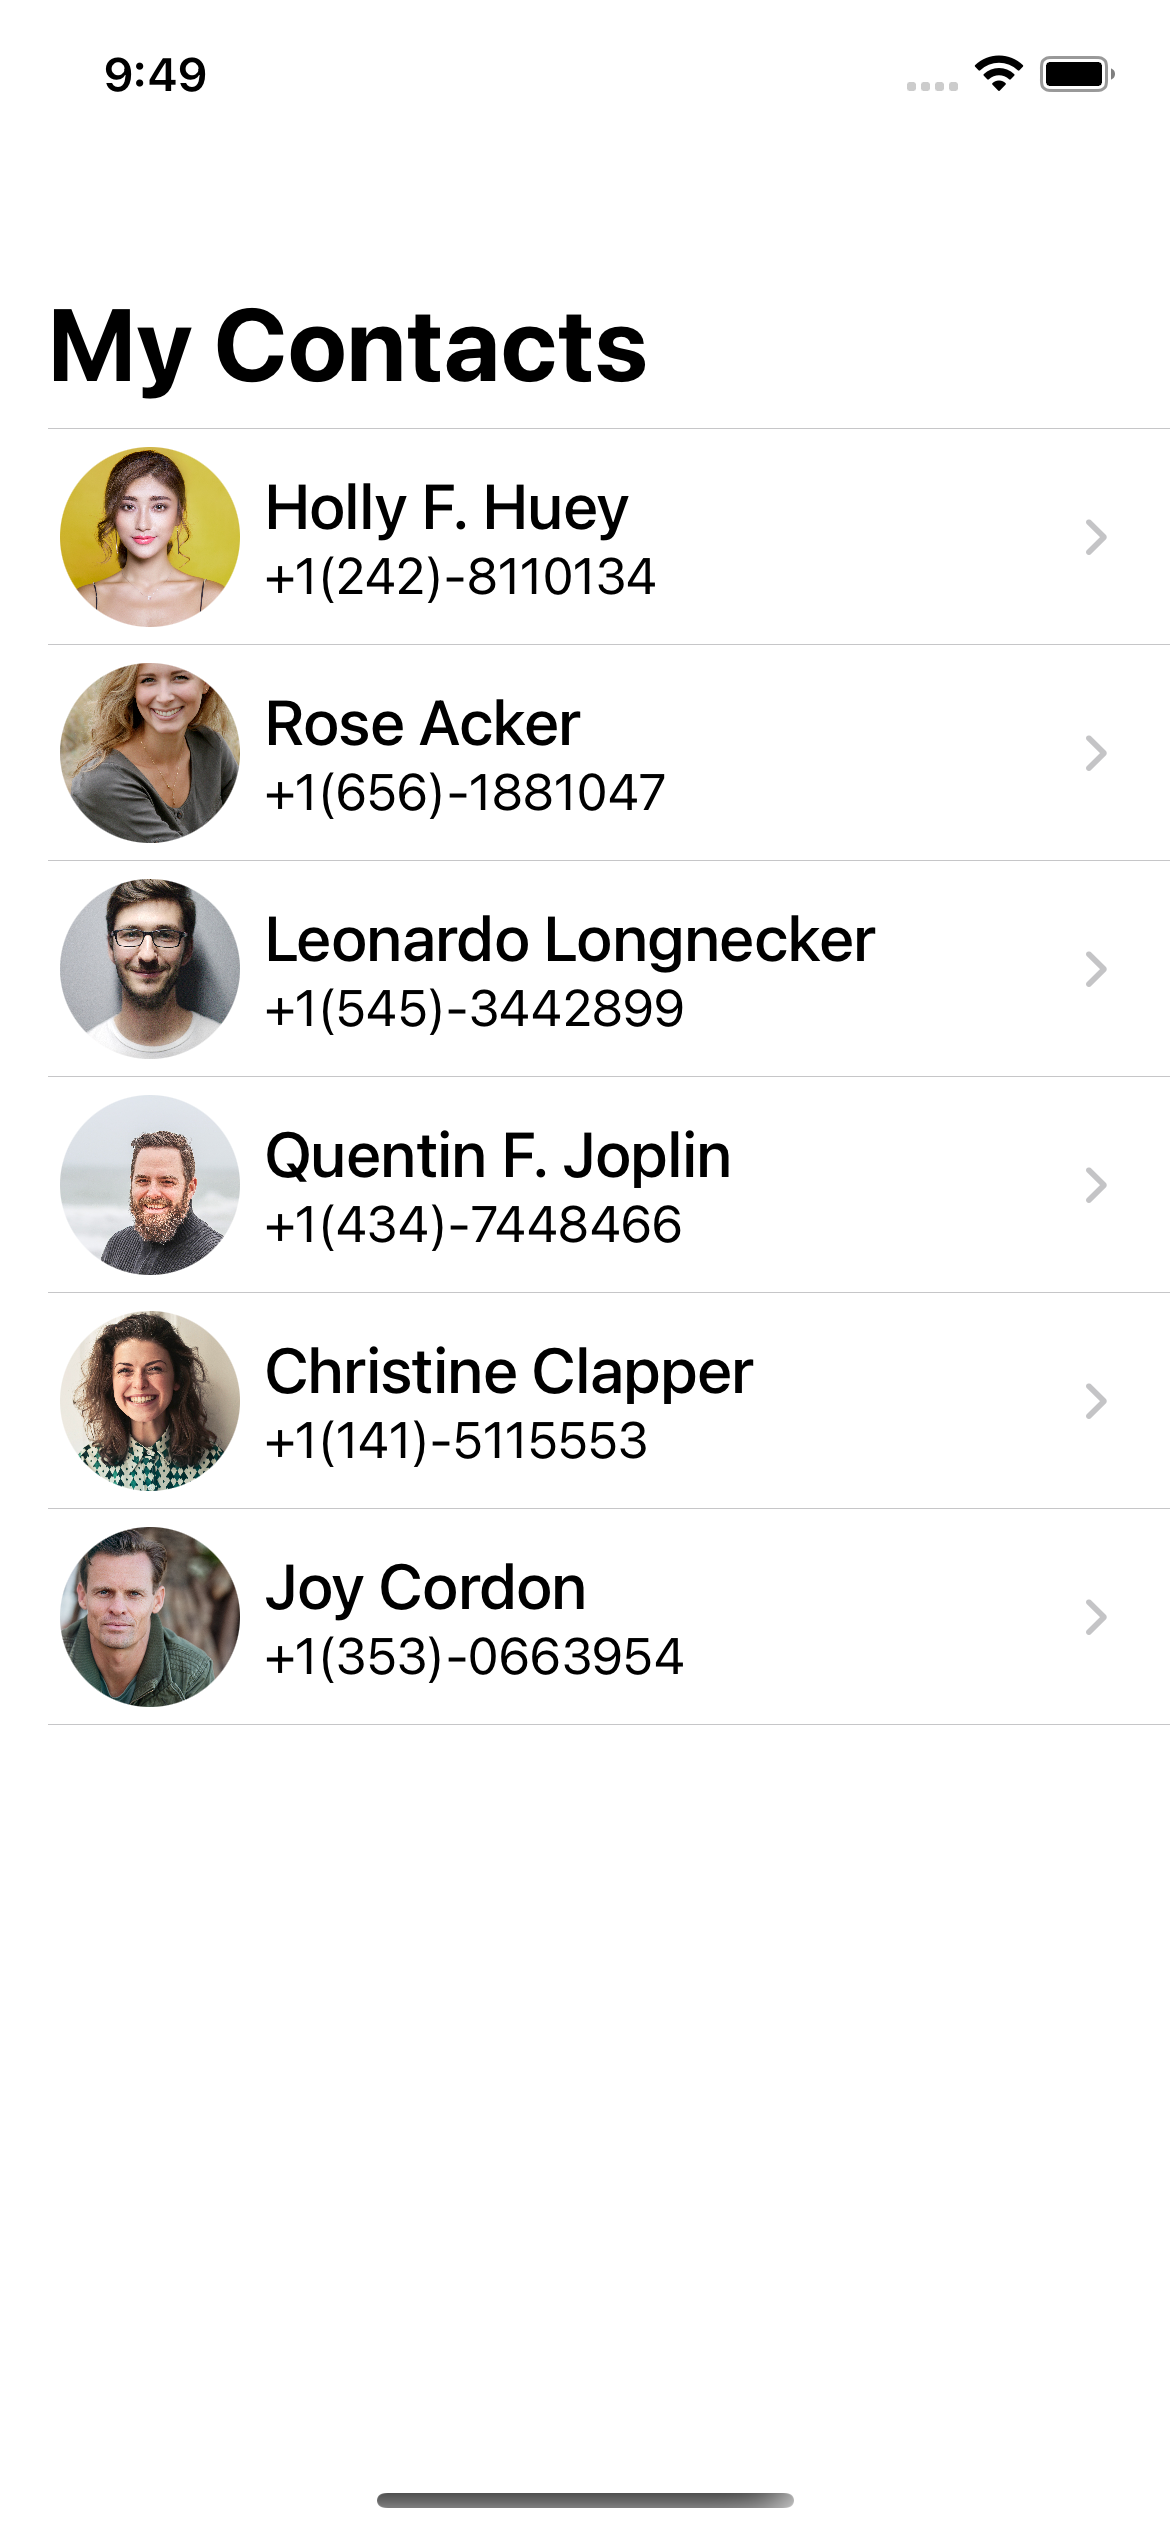 9:49
My Contacts
Holly F. Huey
+1(242)-8110134
Rose Acker
+1(656)-1881047
Leonardo Longnecker
+1(545)-3442899
Quentin F. Joplin
+1(434)-7448466
Christine Clapper
+1(141)-5115553
Joy Cordon
+1(353)-0663954